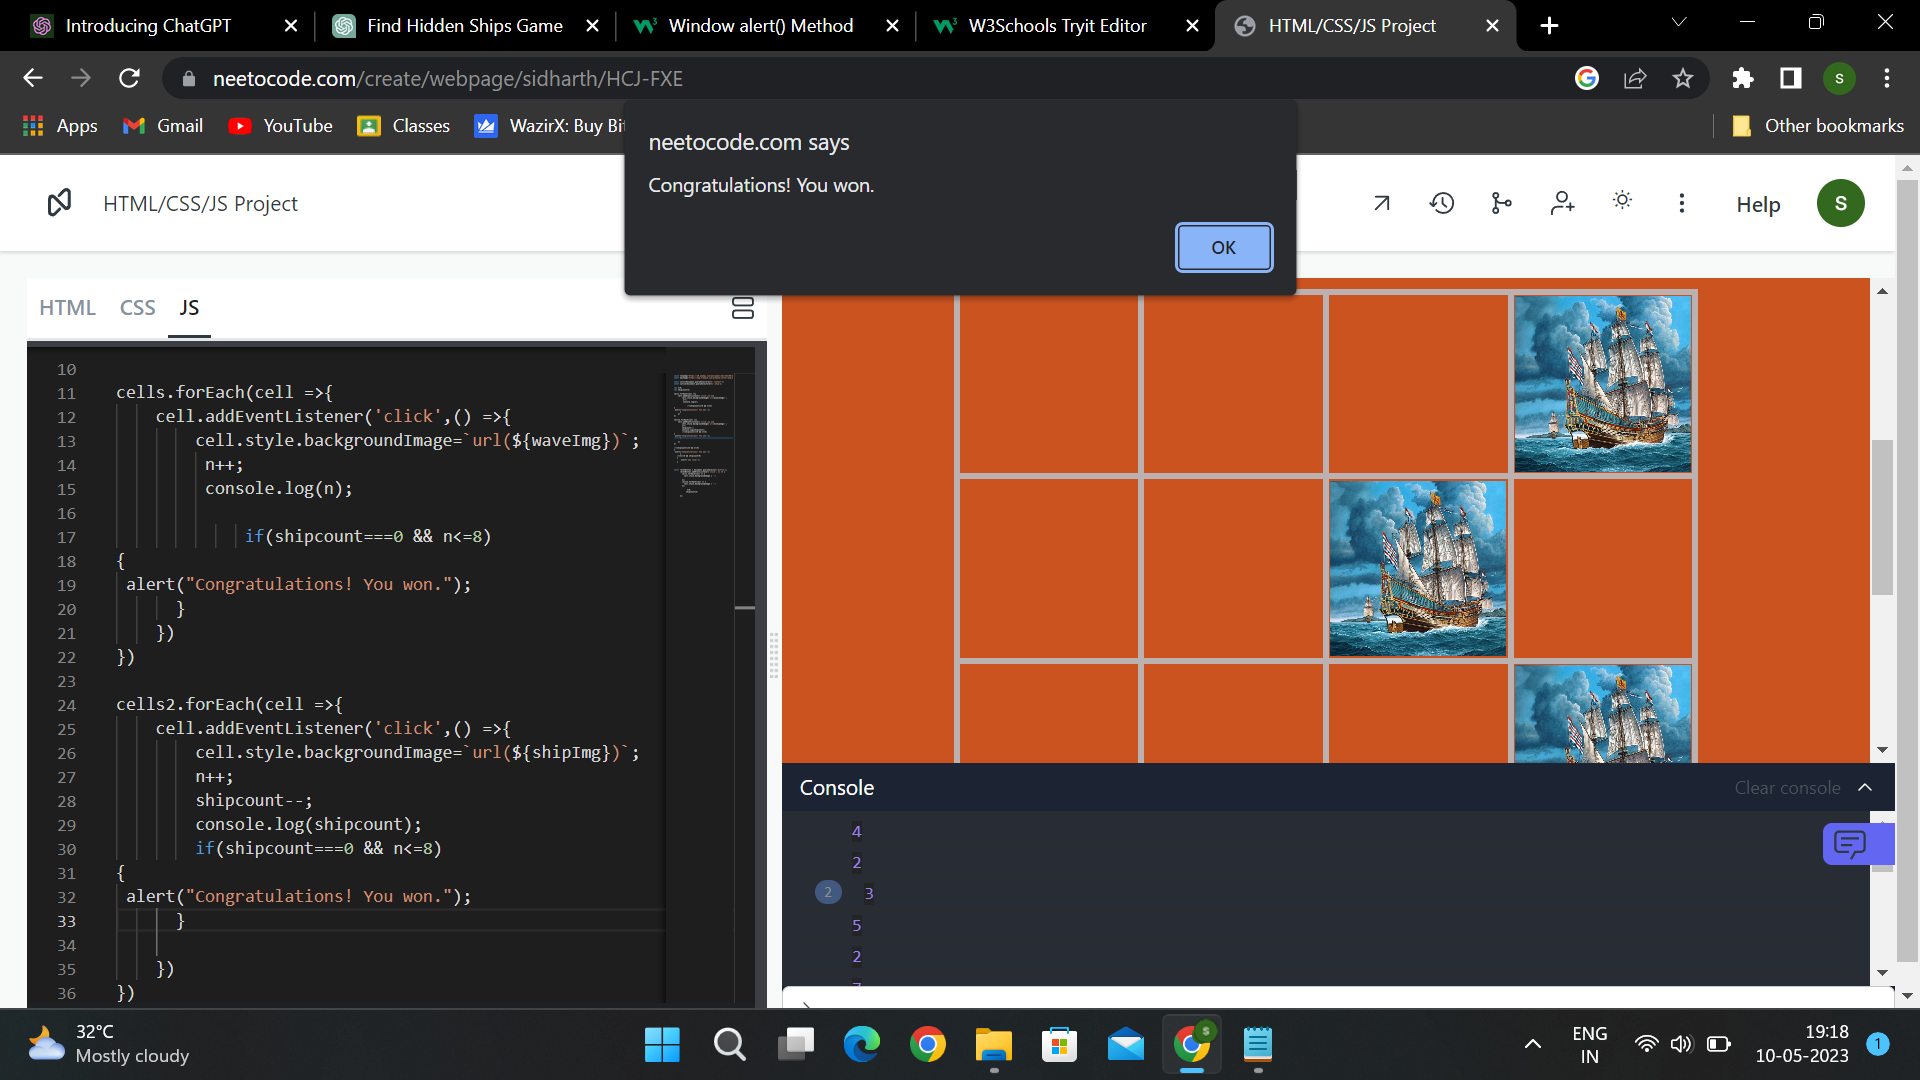 Introducing ChatGPT
Find Hidden Ships Game
Window alert() Method
W3Schools Tryit Editor
HTML/CSS/JS Project
neetocode.com/create/webpage/sidharth/HCJ-FXE
S
Apps
Gmail
YouTube
Classes
WazirX: Buy Bit
Other bookmarks
neetocode.com says
Congratulations! You won.
OK
HTML/CSS/JS Project
Help
S
HTML
CSS
JS
10
11 cells.forEach(cell =>{
12 cell.addEventListener('click',() =>{
13 cell.style.backgroundImage=`url(${waveImg})`;
14 n++;
15 console.log(n);
16
17 if(shipcount===0 && n<=8)
18 {
19 alert("Congratulations! You won.");
20 }
21 })
22 })
23
24 cells2.forEach(cell =>{
25 cell.addEventListener('click',() =>{
26 cell.style.backgroundImage=`url(${shipImg})`;
27 n++;
28 shipcount--;
29 console.log(shipcount);
30 if(shipcount===0 && n<=8)
31 {
32 alert("Congratulations! You won.");
33 }
34
35 })
36 })
Console
Clear console
4
2
2 3
5
2
32°C
Mostly cloudy
S
ENG
IN
19:18
10-05-2023
1